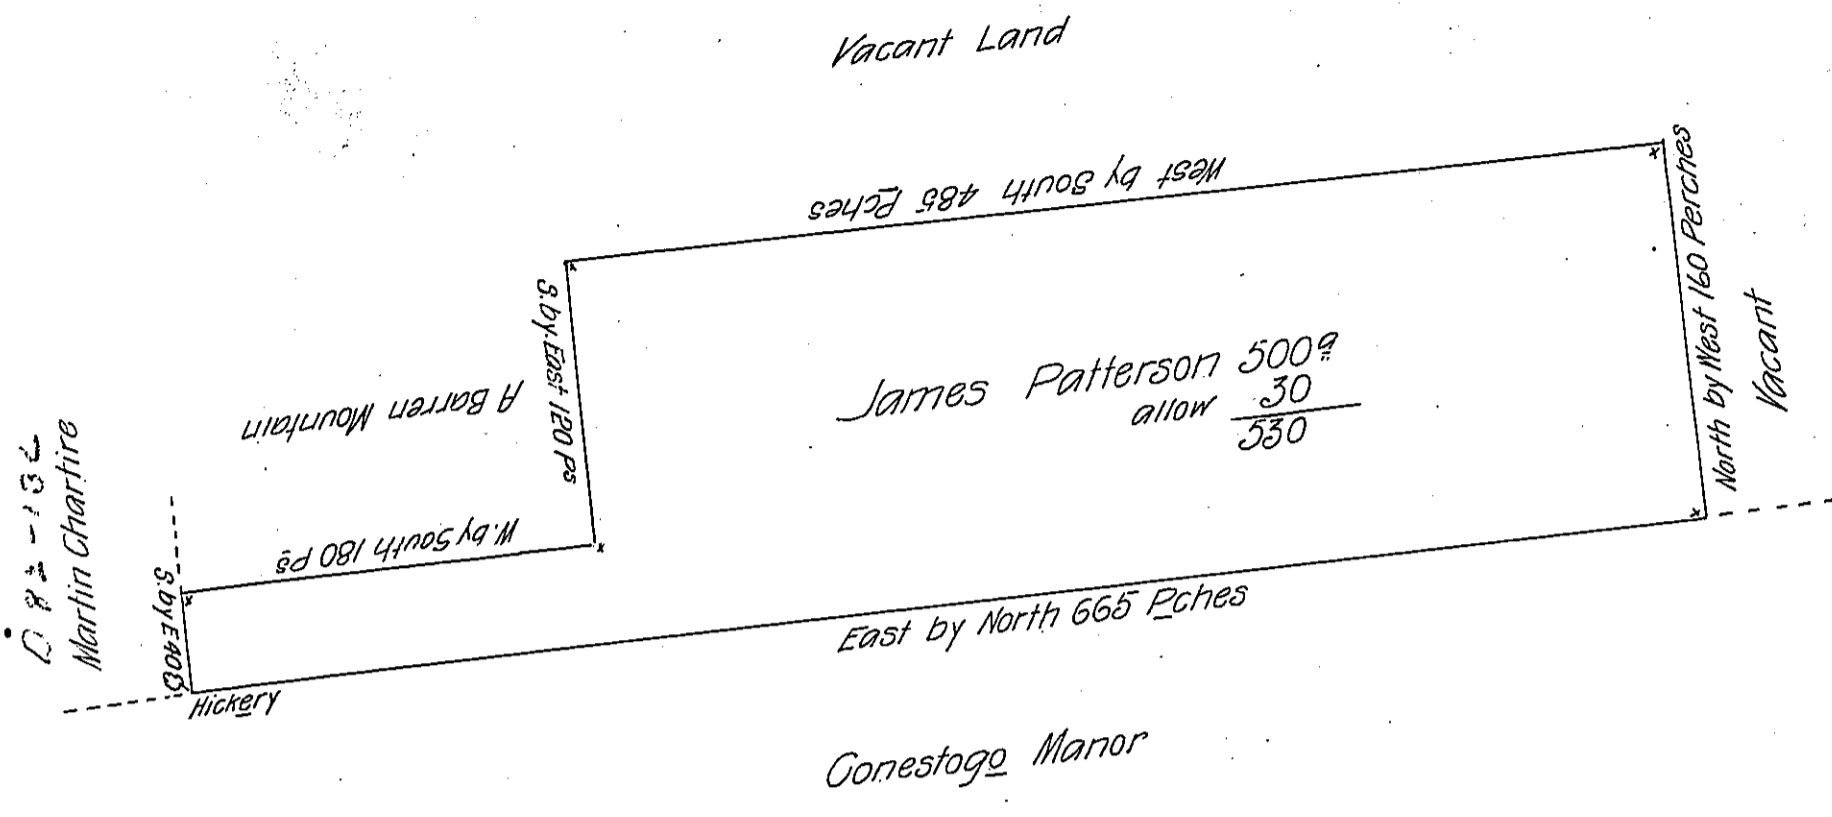 Vacant Land
West by South 485 Pches
North by West 160 Perches
Vacant
S. by East 120 Ps
A Barren Mountain
James Patterson 500a
allow 30
530
Martin Chartire
W. by South 180 Ps
S. by E 40
Hickery
East by North 665 Pches
Conestogo Manor